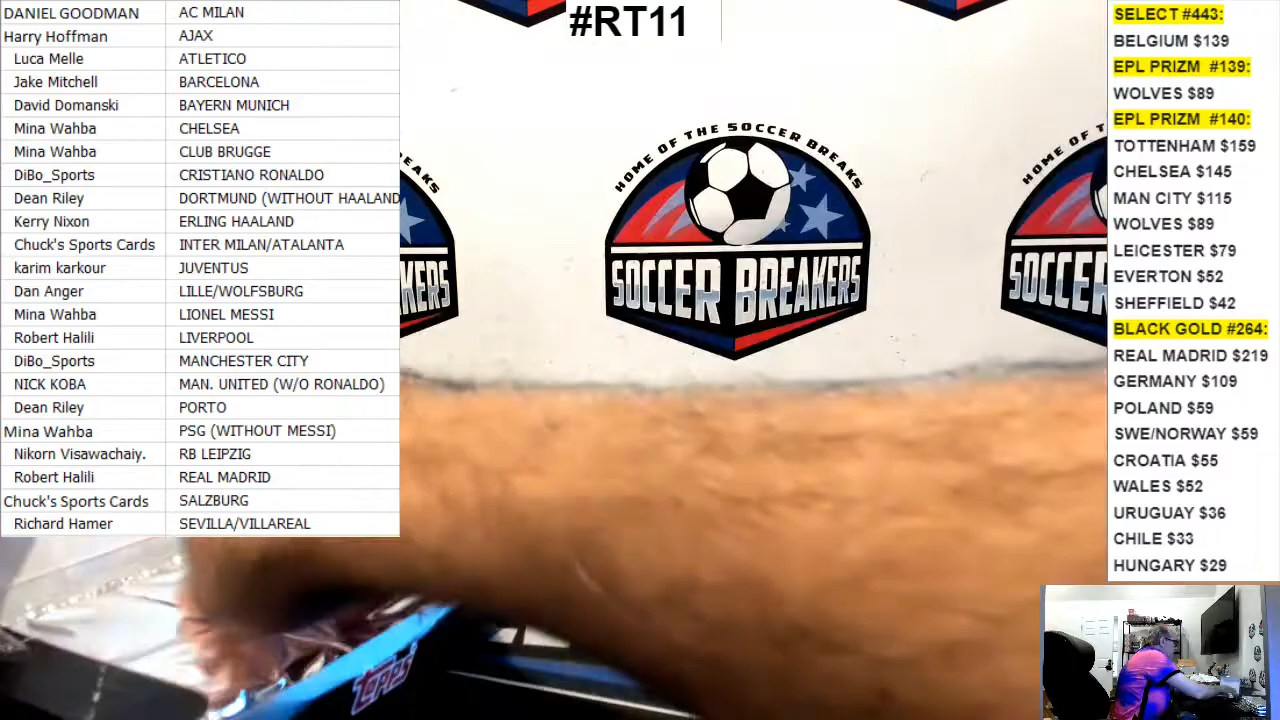 DANIEL GOODMAN AC MILAN
Harry Hoffman AJAX
Luca Melle ATLETICO
Jake Mitchell BARCELONA
David Domanski BAYERN MUNICH
Mina Wahba CHELSEA
Mina Wahba CLUB BRUGGE
DiBo_Sports CRISTIANO RONALDO
Dean Riley DORTMUND (WITHOUT HAALAND
Kerry Nixon ERLING HAALAND
Chuck's Sports Cards INTER MILAN/ATALANTA
karim karkour JUVENTUS
Dan Anger LILLE/WOLFSBURG
Mina Wahba LIONEL MESSI
Robert Halili LIVERPOOL
DiBo_Sports MANCHESTER CITY
NICK KOBA MAN. UNITED (W/O RONALDO)
Dean Riley PORTO
Mina Wahba PSG (WITHOUT MESSI)
Nikorn Visawachaiy. RB LEIPZIG
Robert Halili REAL MADRID
Chuck's Sports Cards SALZBURG
Richard Hamer SEVILLA/VILLAREAL
#RT11
HOME OF THE SOCCER BREAKS
SOCCER BREAKERS
EAKS
KERS
HOME OF T
SOCCER
TOPPS
SELECT #443:
BELGIUM $139
EPL PRIZM #139:
WOLVES $89
EPL PRIZM #140:
TOTTENHAM $159
CHELSEA $145
MAN CITY $115
WOLVES $89
LEICESTER $79
EVERTON $52
SHEFFIELD $42
BLACK GOLD #264:
REAL MADRID $219
GERMANY $109
POLAND $59
SWE/NORWAY $59
CROATIA $55
WALES $52
URUGUAY $36
CHILE $33
HUNGARY $29